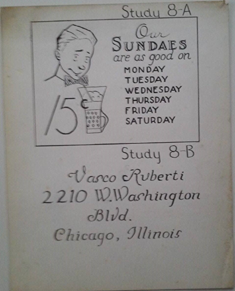 Study 8-A
Our
SUNDAES
are as good on
MONDAY
TUESDAY
WEDNESDAY
THURSDAY
FRIDAY
SATURDAY
15¢
Study 8-B
Vasco Ruberti
2210 W. Washington
Blvd.
Chicago, Illinois